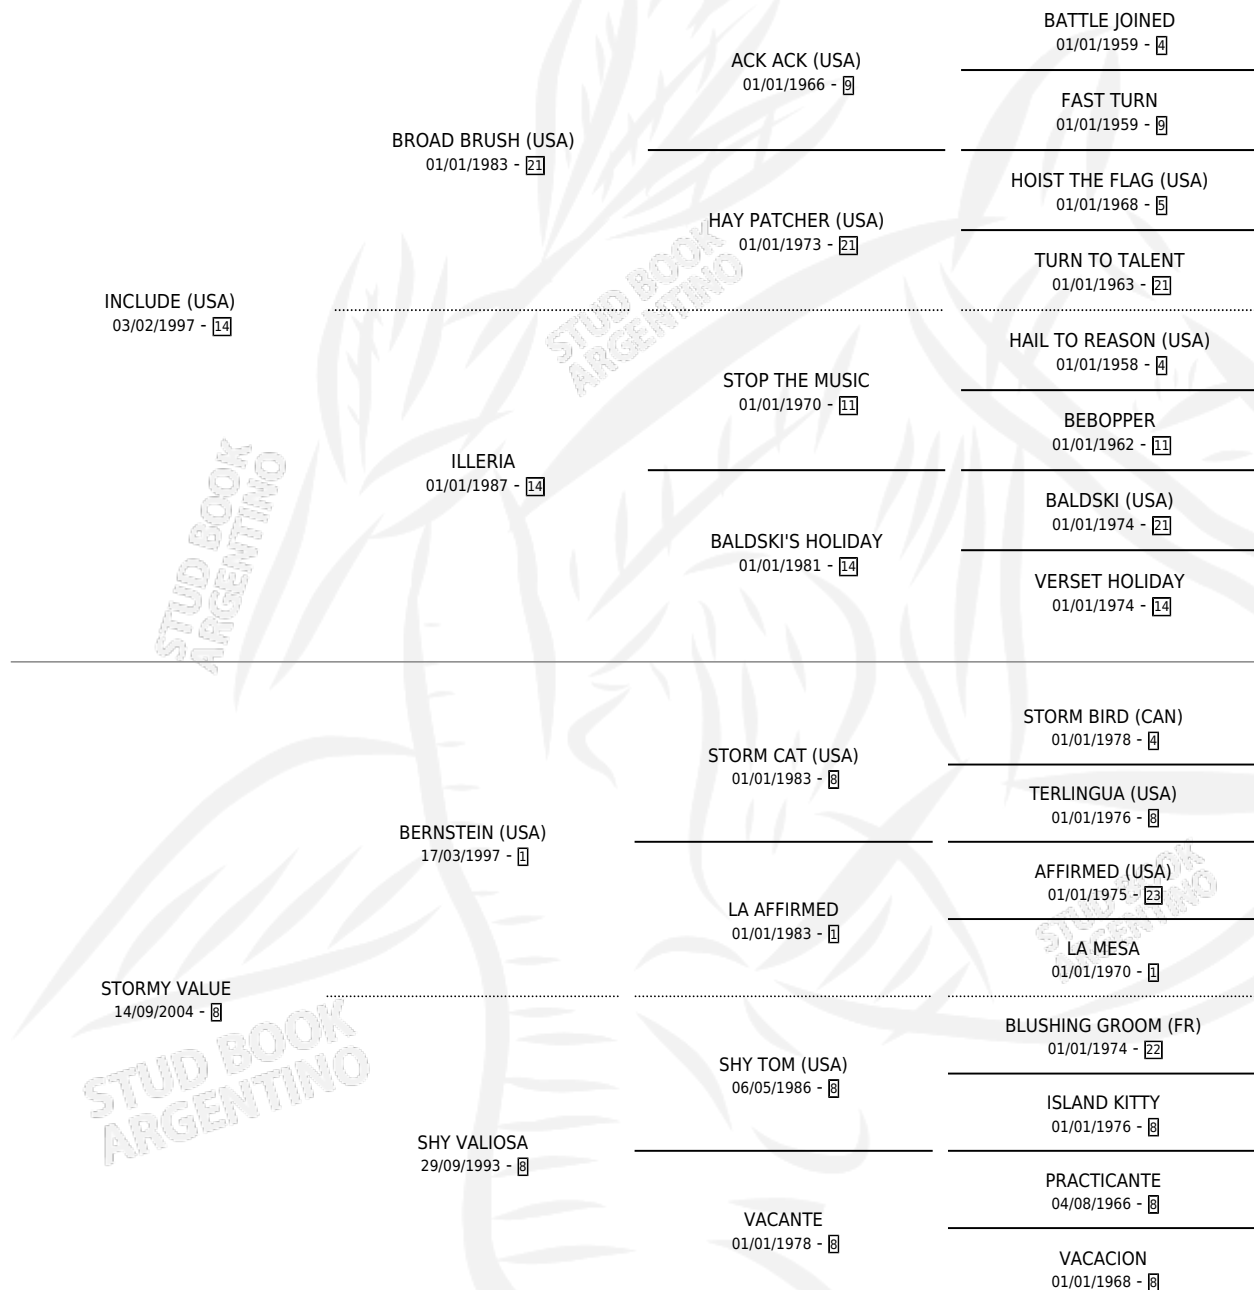 BATTLE JOINED
01/01/1959 - 4
ACK ACK (USA)
01/01/1966 - 9
FAST TURN
01/01/1959 - 9
BROAD BRUSH (USA)
01/01/1983 - 21
HOIST THE FLAG (USA)
01/01/1968 - 5
HAY PATCHER (USA)
01/01/1973 - 21
TURN TO TALENT
01/01/1963 - 21
INCLUDE (USA)
03/02/1997 - 14
HAIL TO REASON (USA)
01/01/1958 - 4
STOP THE MUSIC
01/01/1970 - 11
BEBOPPER
01/01/1962 - 11
ILLERIA
01/01/1987 - 14
BALDSKI (USA)
01/01/1974 - 21
BALDSKI'S HOLIDAY
01/01/1981 - 14
VERSET HOLIDAY
01/01/1974 - 14
STORM BIRD (CAN)
01/01/1978 - 4
STORM CAT (USA)
01/01/1983 - 8
TERLINGUA (USA)
01/01/1976 - 8
BERNSTEIN (USA)
17/03/1997 - 1
AFFIRMED (USA)
01/01/1975 - 23
LA AFFIRMED
01/01/1983 - 1
LA MESA
01/01/1970 - 1
STORMY VALUE
14/09/2004 - 8
BLUSHING GROOM (FR)
01/01/1974 - 22
SHY TOM (USA)
06/05/1986 - 8
ISLAND KITTY
01/01/1976 - 8
SHY VALIOSA
29/09/1993 - 8
PRACTICANTE
04/08/1966 - 8
VACANTE
01/01/1978 - 8
VACACION
01/01/1968 - 8
STUD BOOK
ARGENTINO
STUD BOOK
ARGENTINO
STUD BOOK
ARGENTINO
STUD BOOK
ARGENTINO